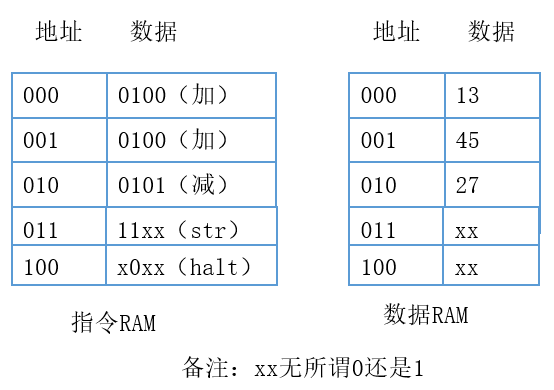 地址 数据 地址 数据
000 0100（加） 000 13
001 0100（加） 001 45
010 0101（减） 010 27
011 11xx（str） 011 xx
100 x0xx（halt） 100 xx
指令RAM 数据RAM
备注：xx无所谓0还是1